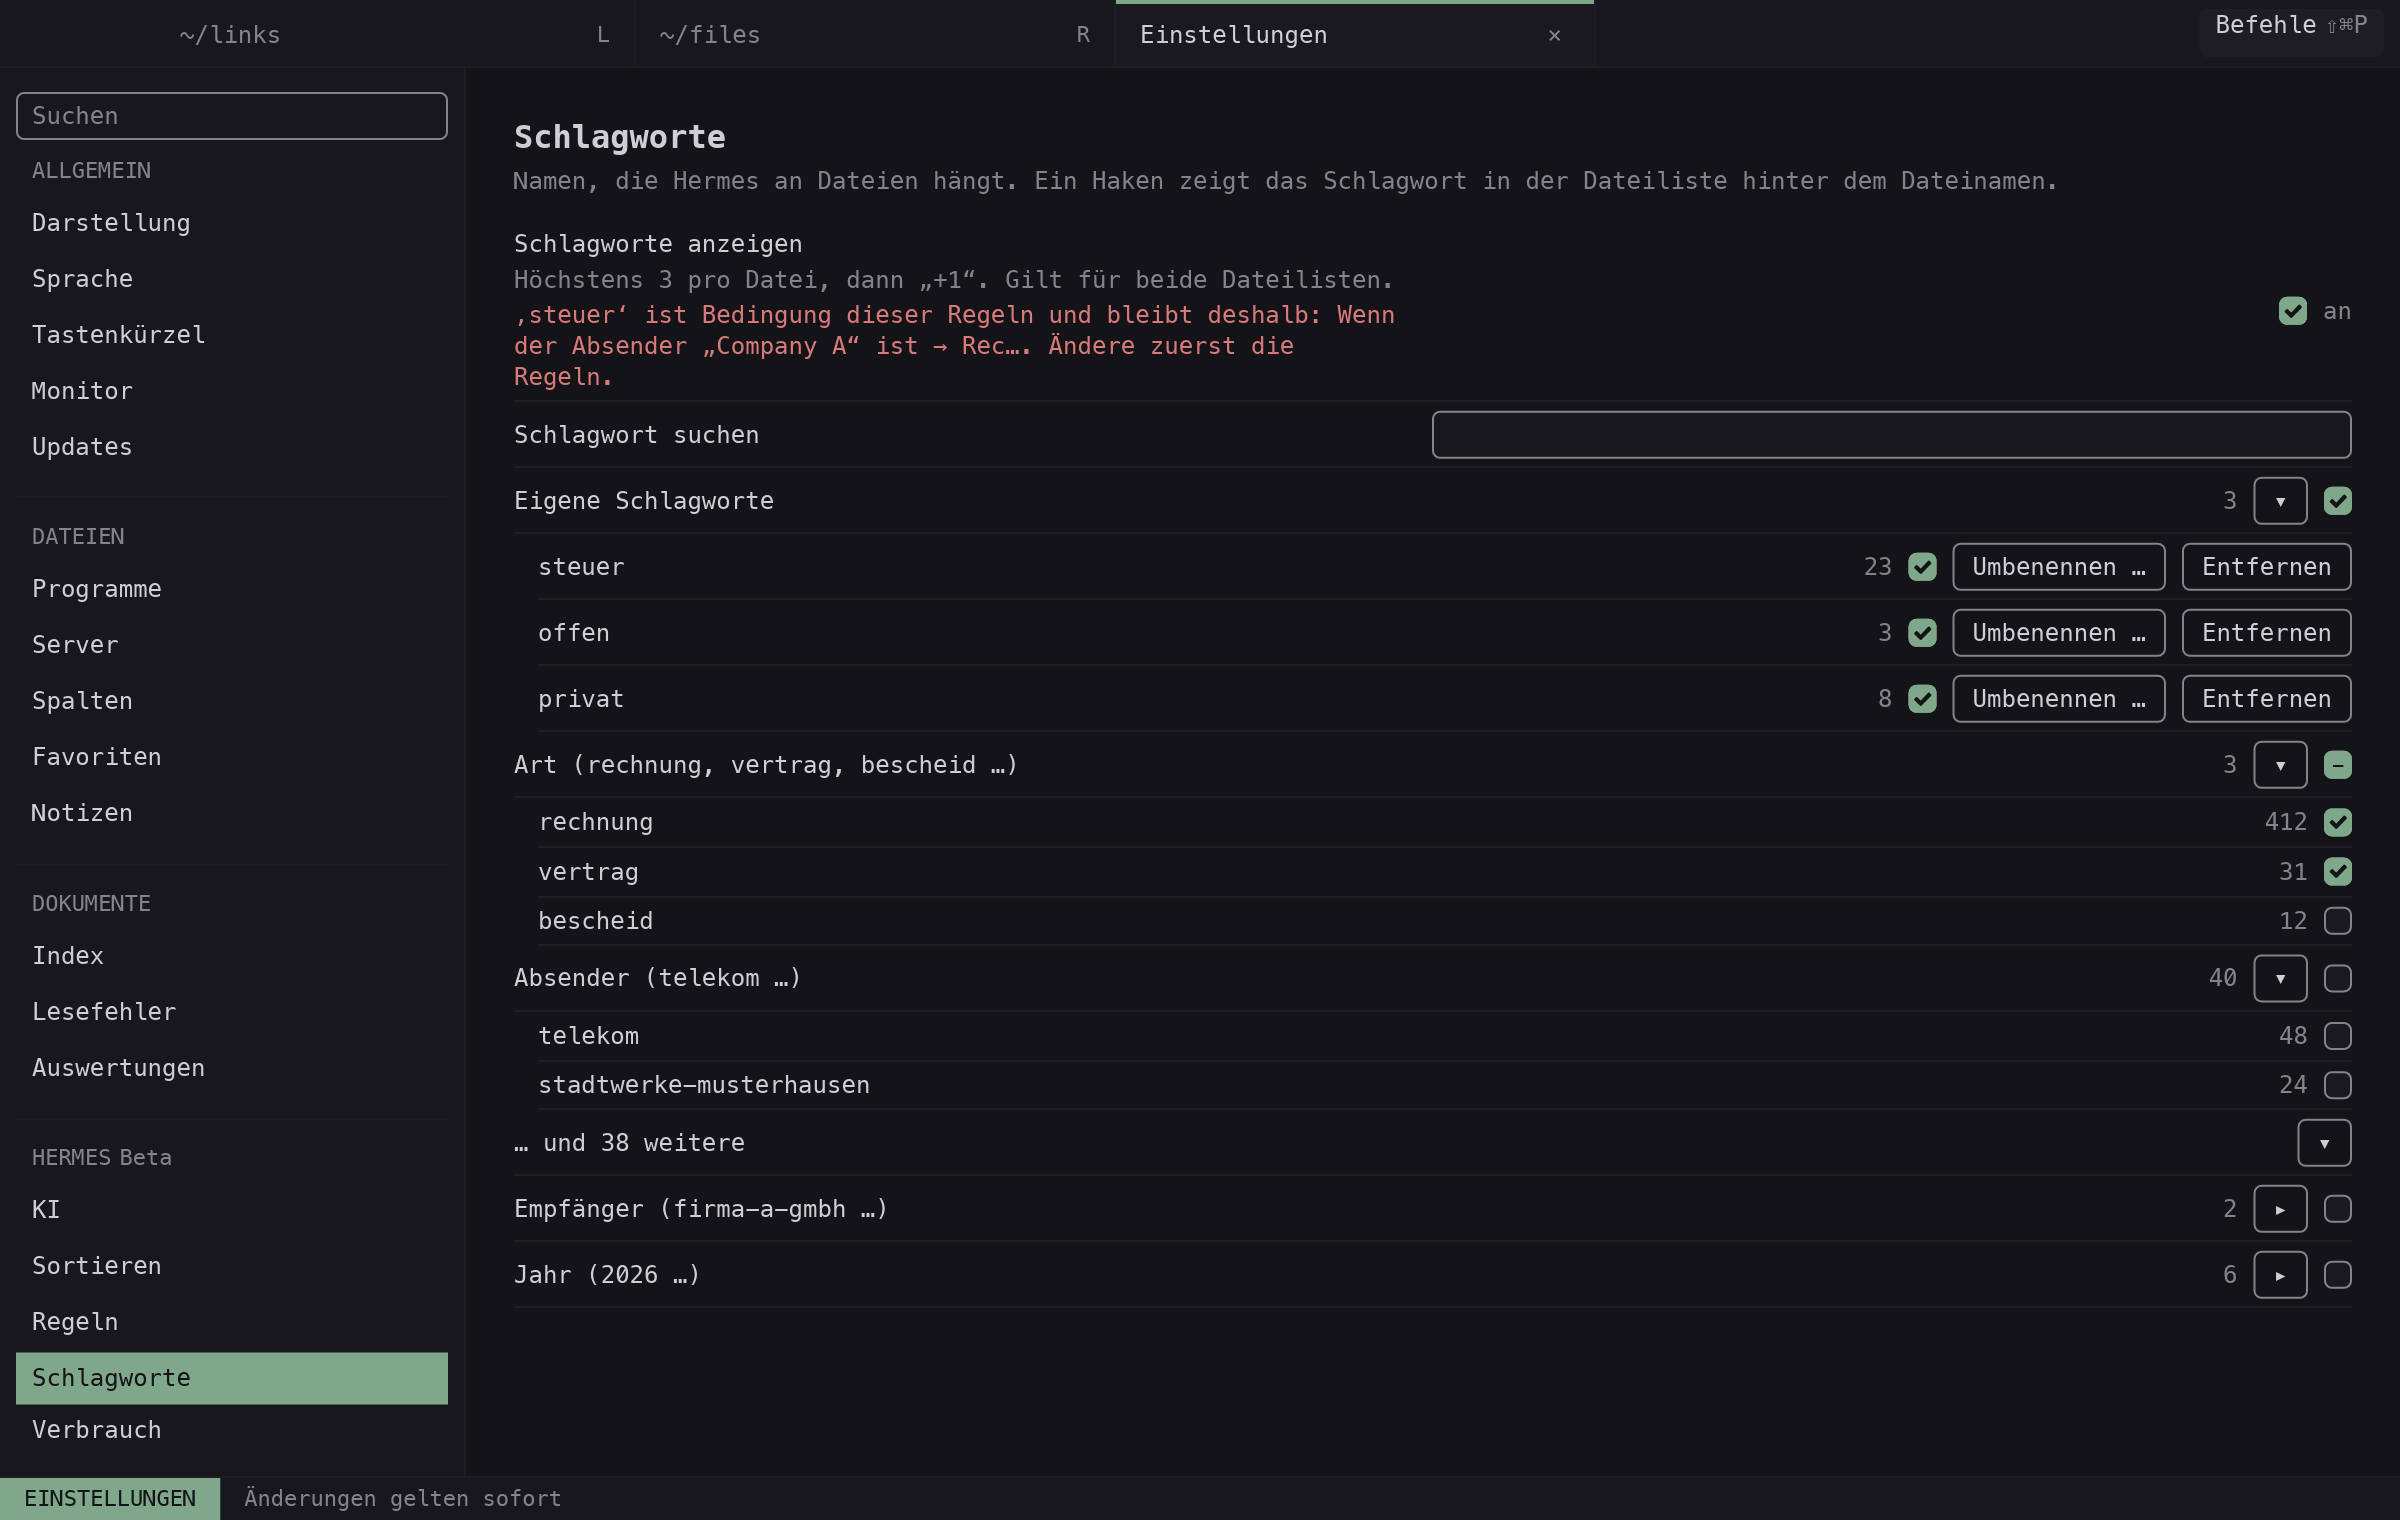 ~/links L ~/files R Einstellungen × Befehle ⇧⌘P
Suchen
ALLGEMEIN
Darstellung
Sprache
Tastenkürzel
Monitor
Updates
DATEIEN
Programme
Server
Spalten
Favoriten
Notizen
DOKUMENTE
Index
Lesefehler
Auswertungen
HERMES Beta
KI
Sortieren
Regeln
Schlagworte
Verbrauch
Schlagworte
Namen, die Hermes an Dateien hängt. Ein Haken zeigt das Schlagwort in der Dateiliste hinter dem Dateinamen.
Schlagworte anzeigen
Höchstens 3 pro Datei, dann „+1“. Gilt für beide Dateilisten.
‚steuer‘ ist Bedingung dieser Regeln und bleibt deshalb: Wenn
der Absender „Company A“ ist → Rec…. Ändere zuerst die
Regeln.
an
Schlagwort suchen
Eigene Schlagworte 3 ▾
steuer 23 Umbenennen … Entfernen
offen 3 Umbenennen … Entfernen
privat 8 Umbenennen … Entfernen
Art (rechnung, vertrag, bescheid …) 3 ▾
rechnung 412
vertrag 31
bescheid 12
Absender (telekom …) 40 ▾
telekom 48
stadtwerke-musterhausen 24
… und 38 weitere ▾
Empfänger (firma-a-gmbh …) 2 ▸
Jahr (2026 …) 6 ▸
EINSTELLUNGEN Änderungen gelten sofort